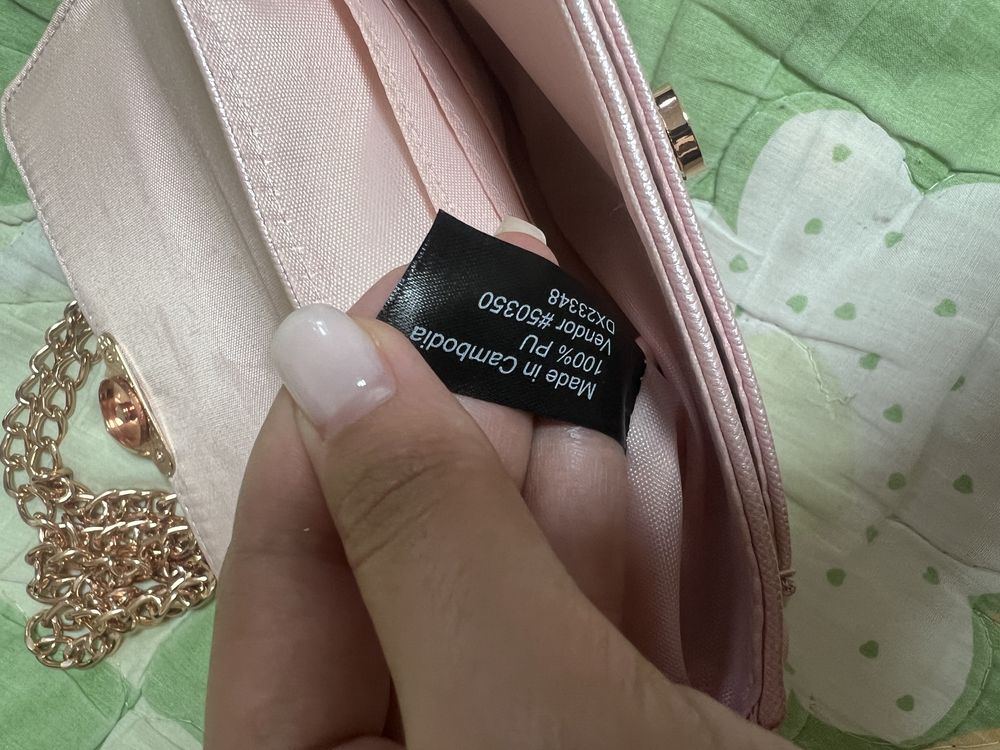 Made in Cambodia
100% PU
Vendor #50350
DX23348